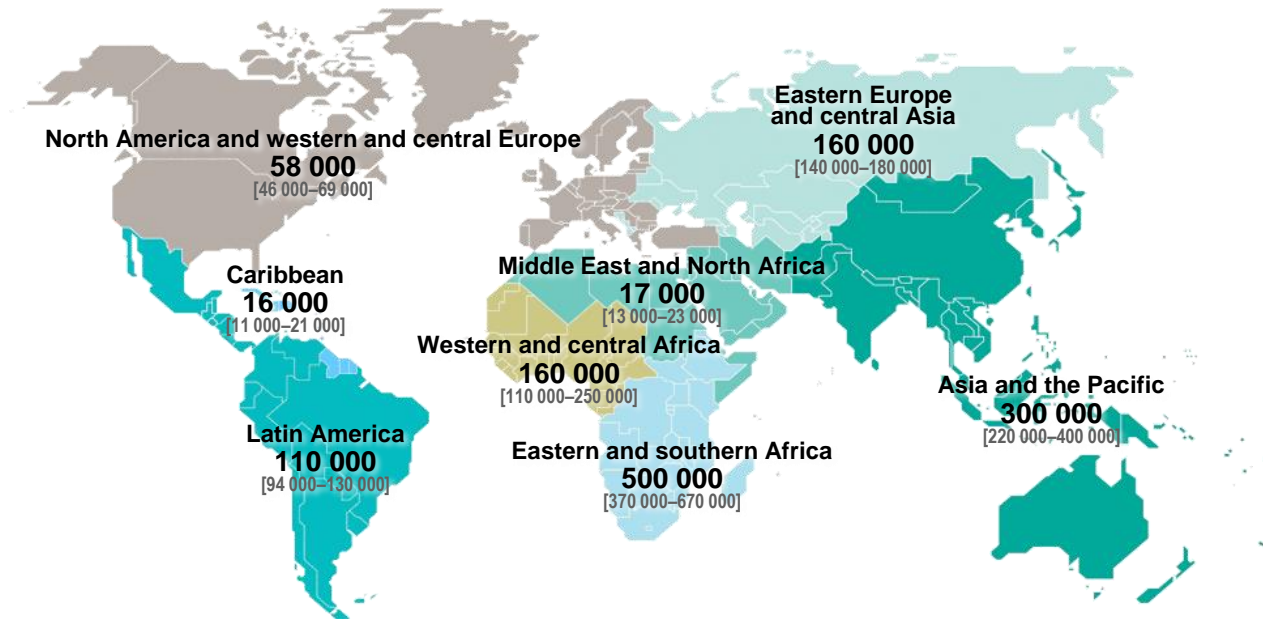 Eastern Europe
and central Asia
160 000
[140 000–180 000]
North America and western and central Europe
58 000
[46 000–69 000]
Middle East and North Africa
17 000
[13 000–23 000]
Caribbean
16 000
[11 000–21 000]
Western and central Africa
160 000
[110 000–250 000]
Asia and the Pacific
300 000
[220 000–400 000]
Latin America
110 000
[94 000–130 000]
Eastern and southern Africa
500 000
[370 000–670 000]